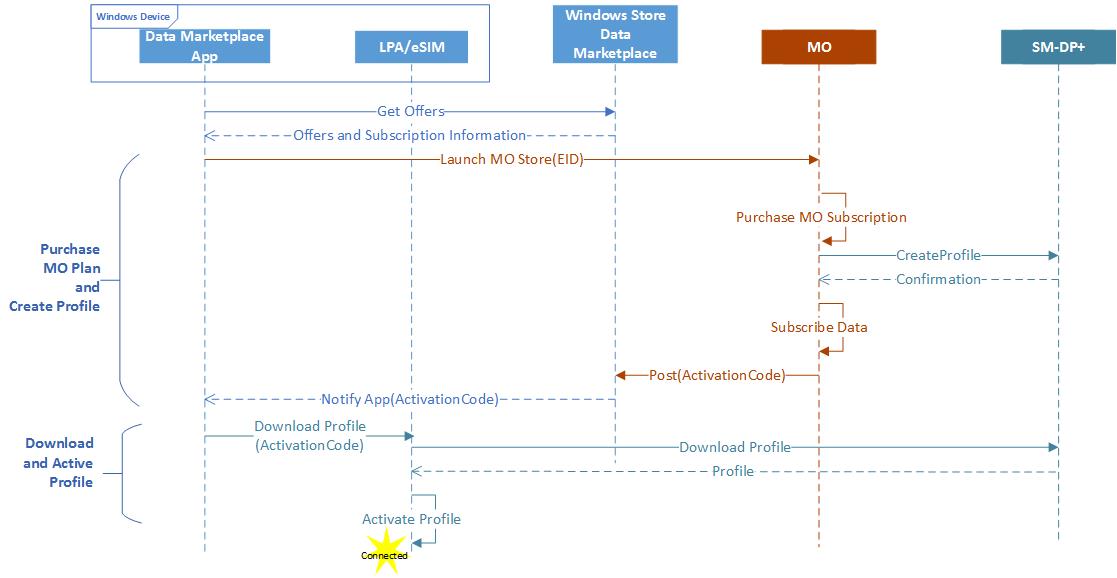 Windows Device
Data Marketplace
App
LPA/eSIM
Windows Store
Data
Marketplace
MO
SM-DP+
Get Offers
Offers and Subscription Information
Launch MO Store(EID)
Purchase MO Subscription
Purchase
MO Plan
and
Create Profile
CreateProfile
Confirmation
Subscribe Data
Post(ActivationCode)
Notify App(ActivationCode)
Download
and Active
Profile
Download Profile
(ActivationCode)
Download Profile
Profile
Activate Profile
Connected